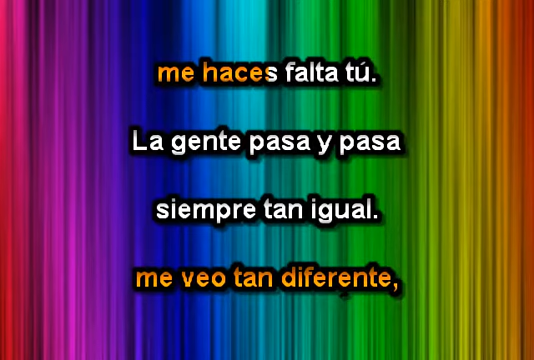 me haces falta tú.
La gente pasa y pasa
siempre tan igual.
me veo tan diferente,